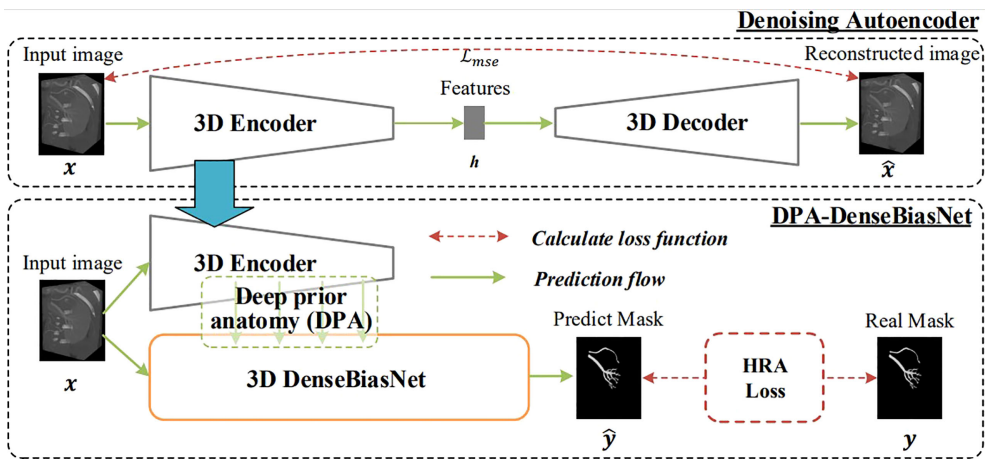 Denoising Autoencoder
Input image
Reconstructed image
ℒmse
Features
3D Encoder
3D Decoder
x
h
x̂
DPA-DenseBiasNet
Input image
3D Encoder
Calculate loss function
Prediction flow
Deep prior
anatomy (DPA)
Predict Mask
Real Mask
3D DenseBiasNet
HRA
Loss
x
ŷ
y